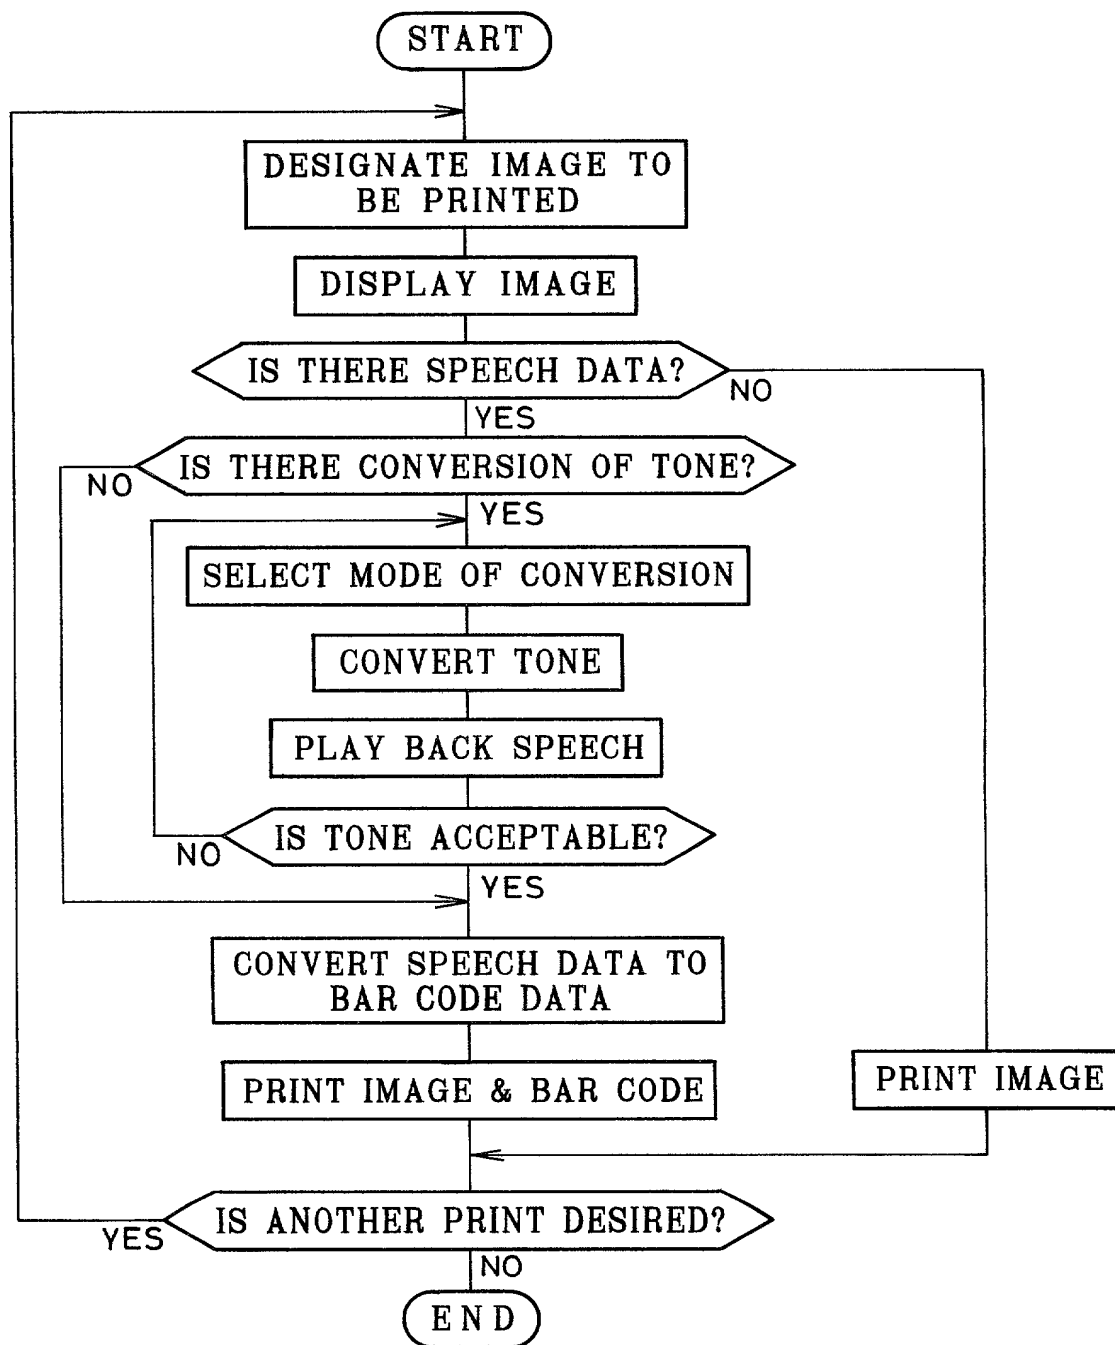 START
DESIGNATE IMAGE TO
BE PRINTED
DISPLAY IMAGE
IS THERE SPEECH DATA?
NO
YES
IS THERE CONVERSION OF TONE?
NO
YES
SELECT MODE OF CONVERSION
CONVERT TONE
PLAY BACK SPEECH
IS TONE ACCEPTABLE?
NO
YES
CONVERT SPEECH DATA TO
BAR CODE DATA
PRINT IMAGE & BAR CODE
PRINT IMAGE
IS ANOTHER PRINT DESIRED?
YES
NO
END